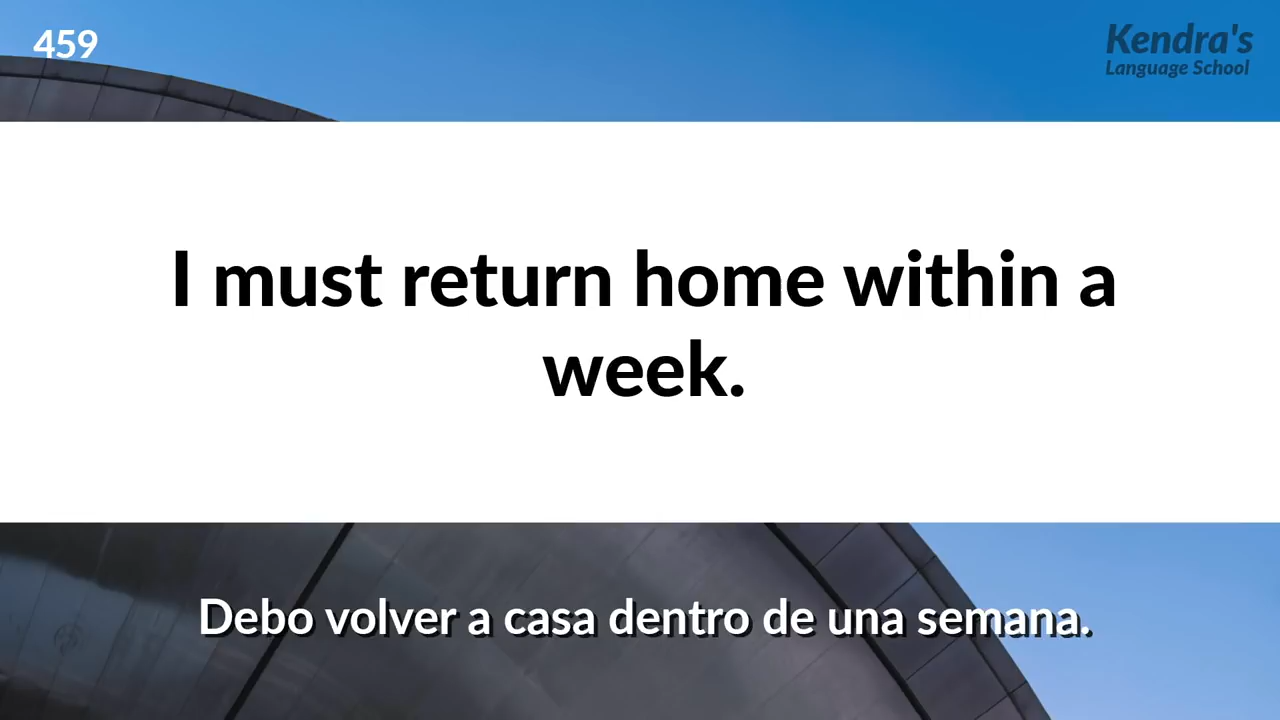 459
Kendra's
Language School
I must return home within a
week.
Debo volver a casa dentro de una semana.